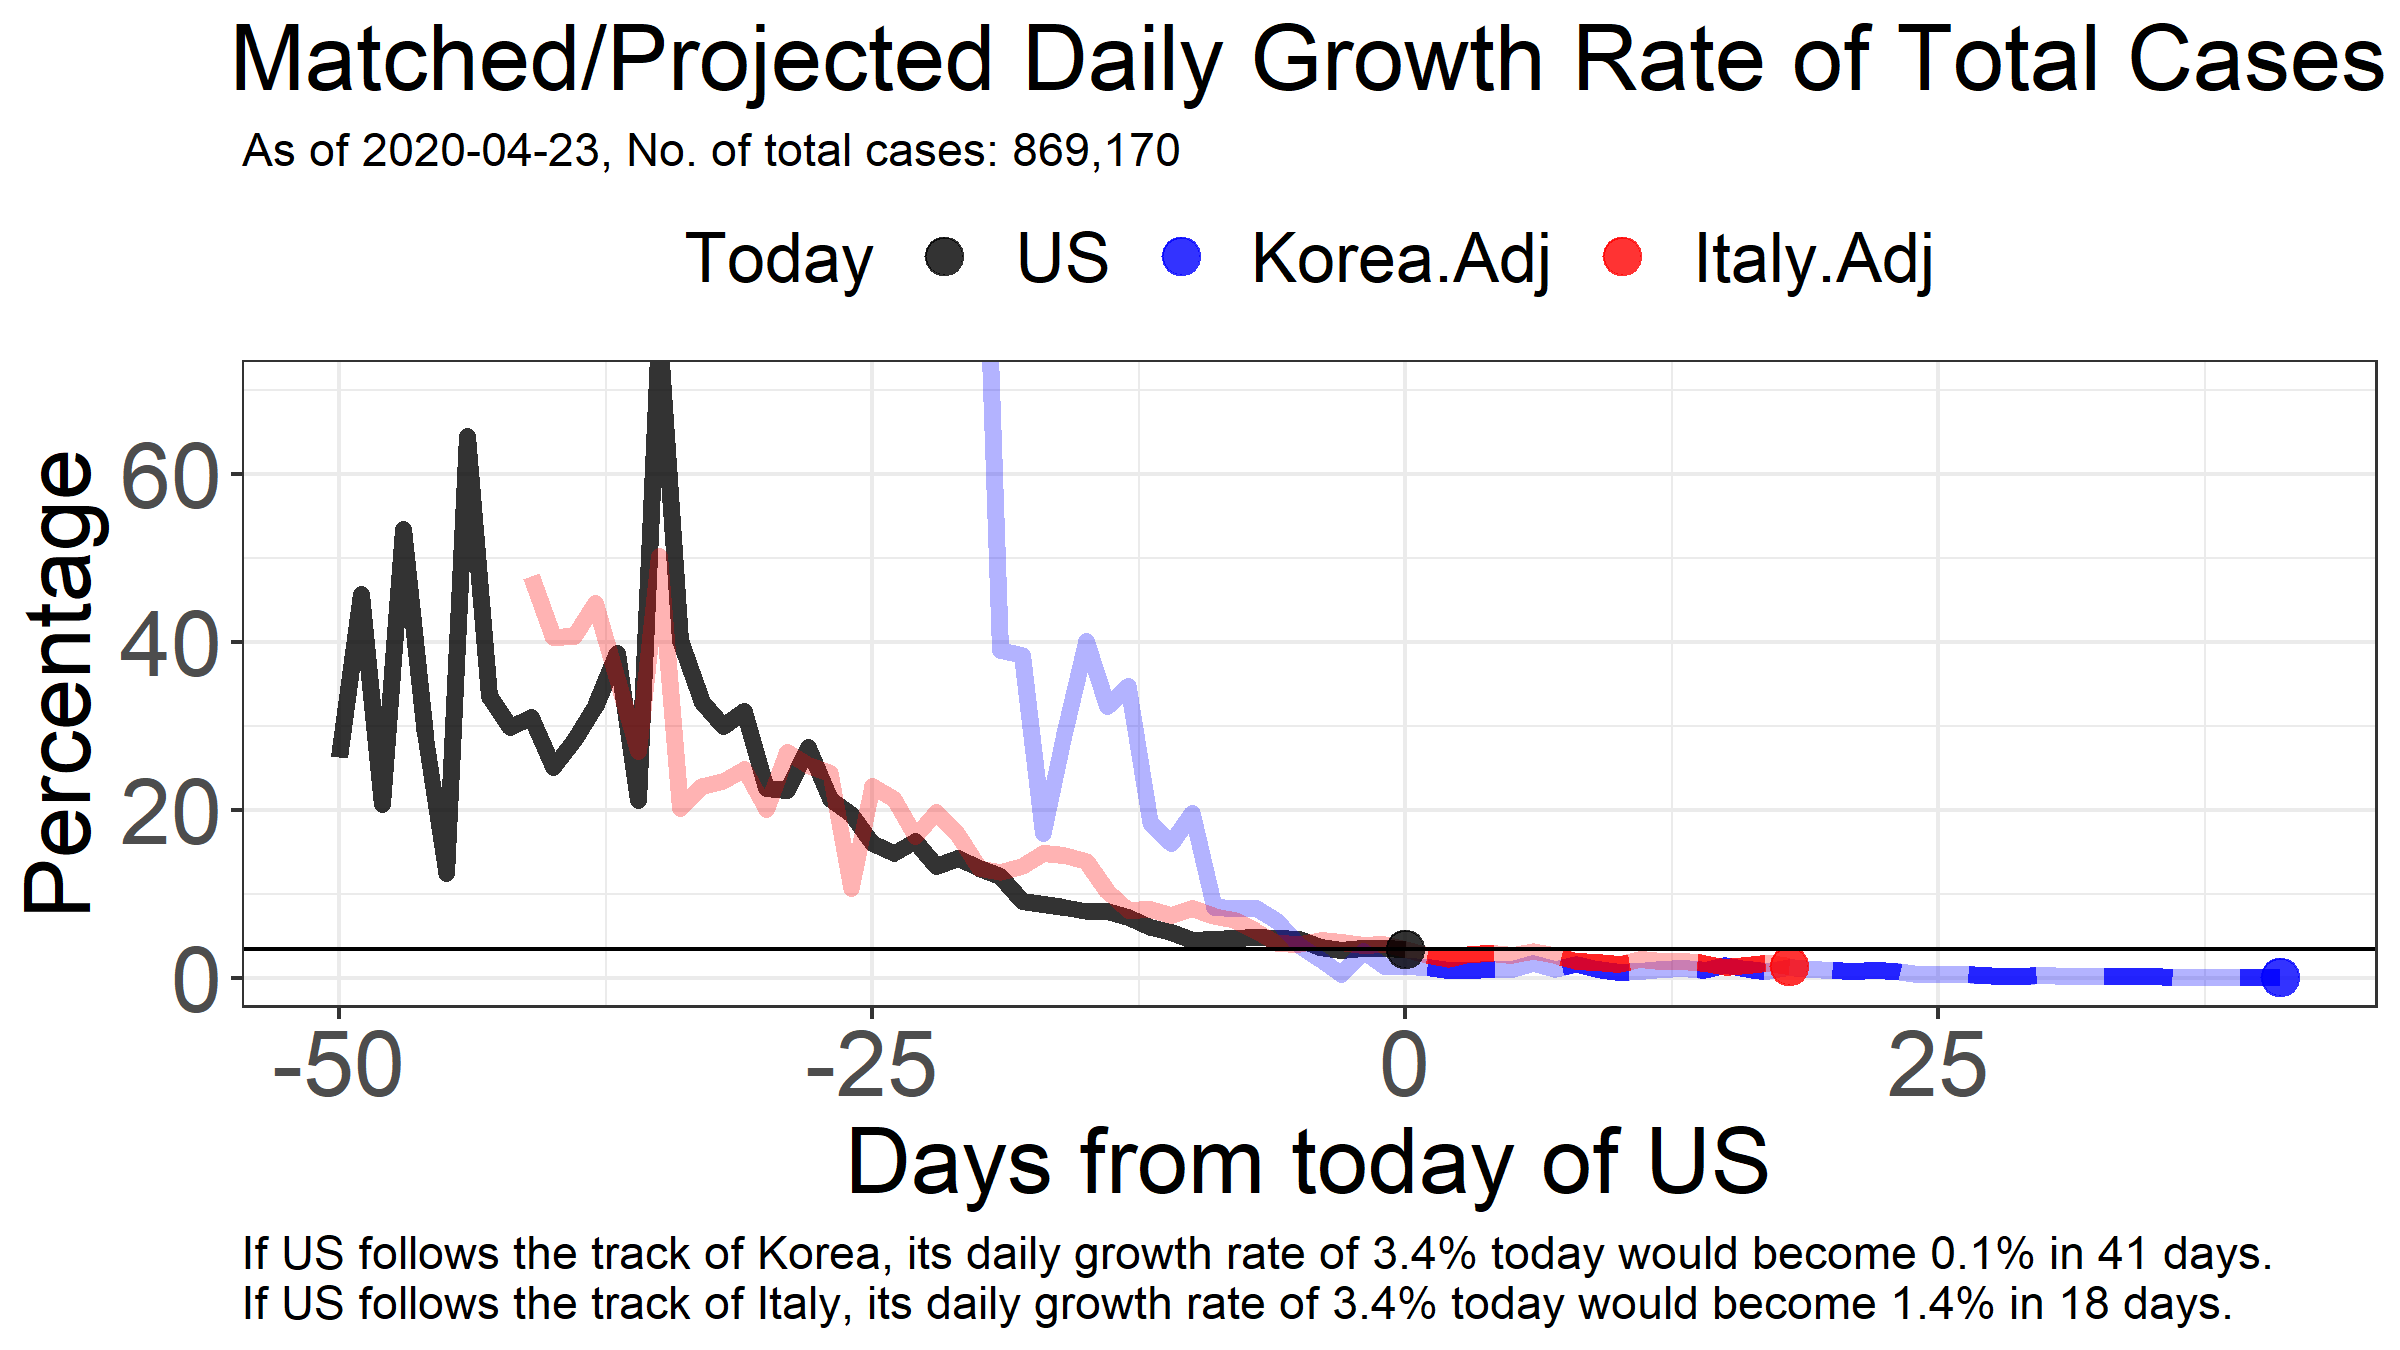 Matched/Projected Daily Growth Rate of Total Cases
As of 2020-04-23, No. of total cases: 869,170
Today US Korea.Adj Italy.Adj
Percentage
60
40
20
0
-50 -25 0 25
Days from today of US
If US follows the track of Korea, its daily growth rate of 3.4% today would become 0.1% in 41 days.
If US follows the track of Italy, its daily growth rate of 3.4% today would become 1.4% in 18 days.